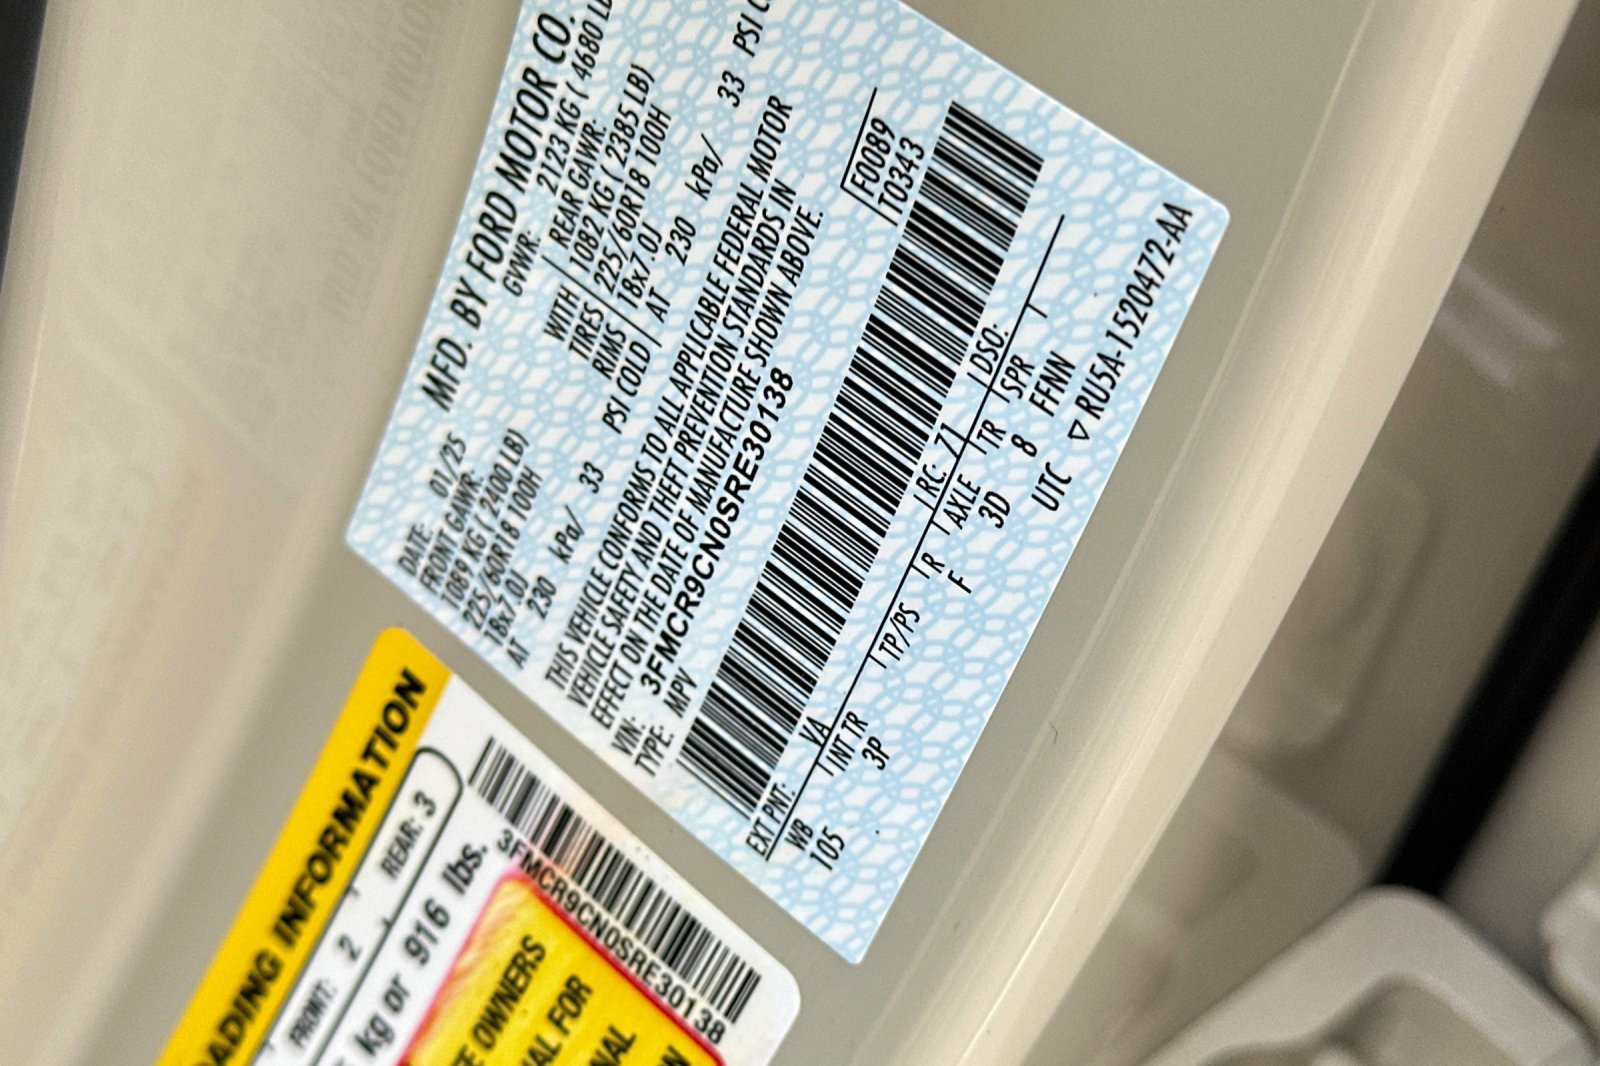 MFD. BY FORD MOTOR CO.
DATE: 01/25 GVWR: 2123 KG ( 4680 L
FRONT GAWR: REAR GAWR:
1089 KG ( 2400 LB) WITH 1082 KG ( 2385 LB)
225/60R18 100H TIRES 225/60R18 100H
18x7.0J RIMS 18x7.0J
AT 230 kPa/ 33 PSI COLD AT 230 kPa/ 33 PSI C
THIS VEHICLE CONFORMS TO ALL APPLICABLE FEDERAL MOTOR
VEHICLE SAFETY AND THEFT PREVENTION STANDARDS IN
EFFECT ON THE DATE OF MANUFACTURE SHOWN ABOVE.
VIN: 3FMCR9CN0SRE30138
TYPE: MPV
F0089
T0343
EXT PNT: VA RC: 71 DSO:
WB INT TR TP/PS R AXLE TR SPR
105 3P F 3D 8 FFNN
UTC ▽RU5A-1520472-AA
ADING INFORMATION
FRONT: 2 REAR: 3
kg or 916 lbs.
3FMCR9CN0SRE30138
E OWNERS
AL FOR
NAL
N